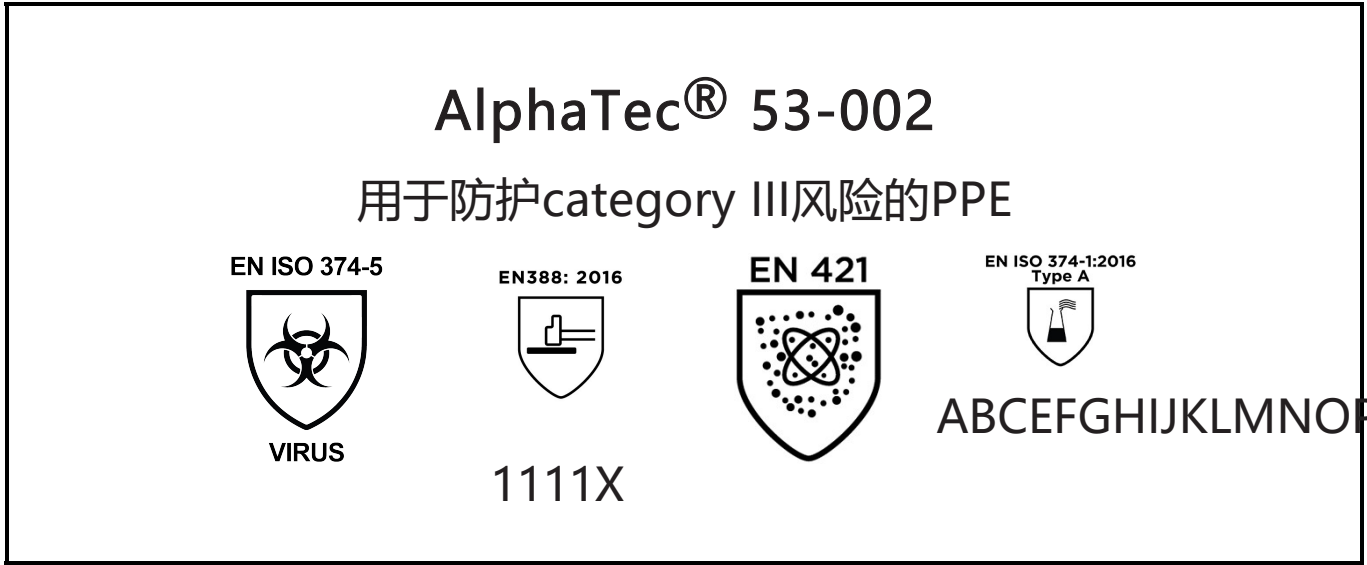 AlphaTec® 53-002
用于防护category III风险的PPE
EN ISO 374-5
VIRUS
EN388: 2016
1111X
EN 421
EN ISO 374-1:2016
Type A
ABCEFGHIJKLMNO